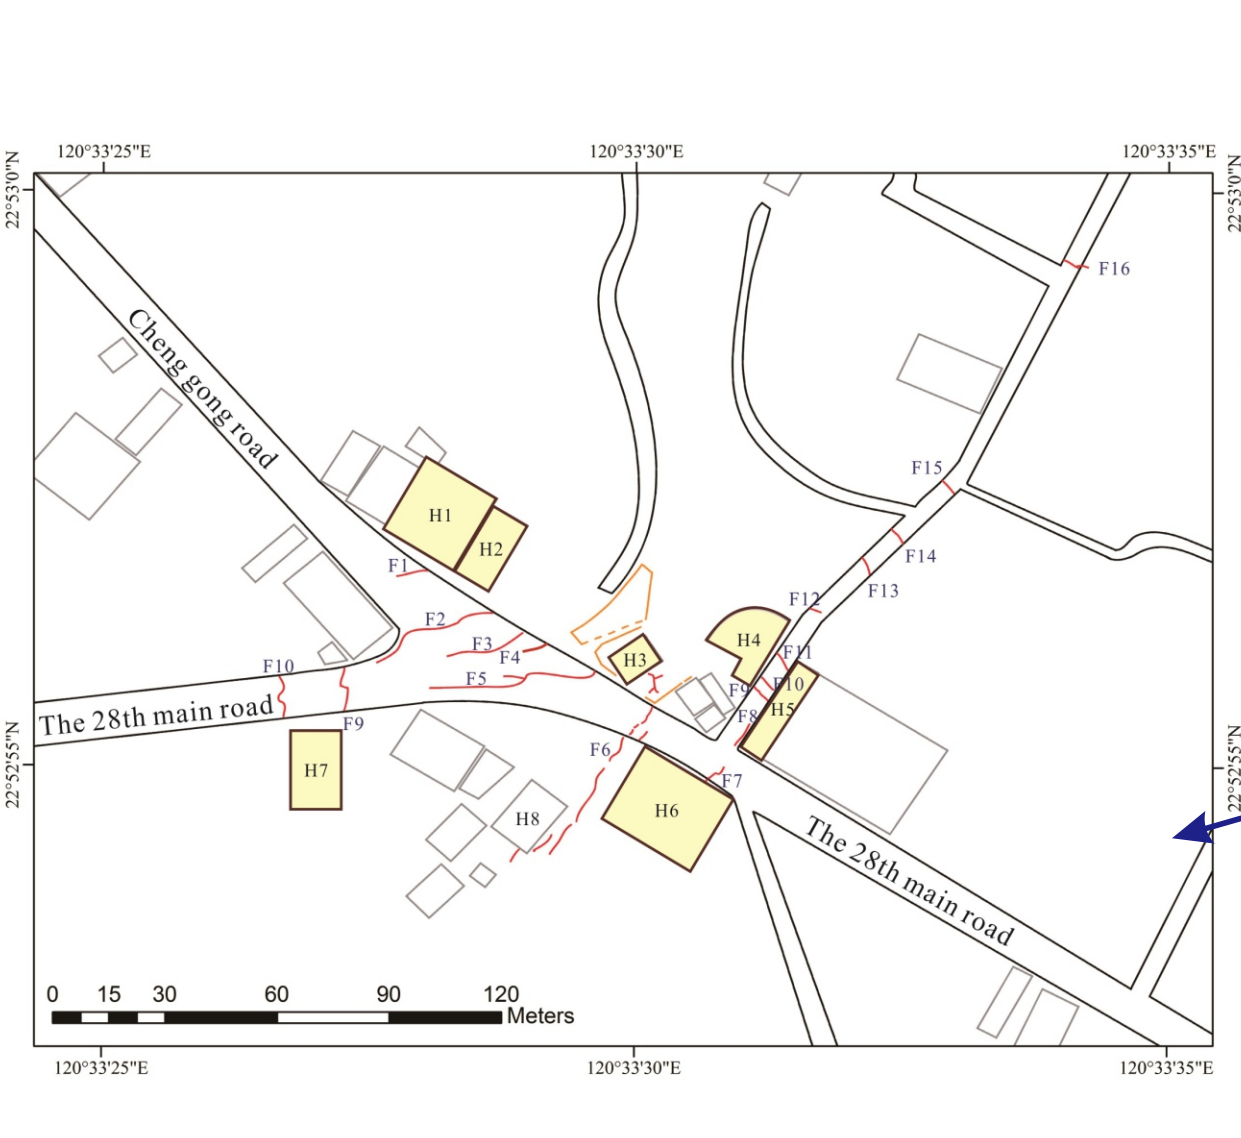 120°33'25"E 120°33'30"E 120°33'35"E
22°53'0"N
22°53'0"N
F16
Cheng gong road
F15
H1
H2
F14
F1
F13
F12
F2
H4
F3
F4
H3
F11
F10
F5
F9
F10
H5
The 28th main road
F9
F8
F6
22°52'55"N
22°52'55"N
H7
F7
H6
H8
The 28th main road
0 15 30 60 90 120
Meters
120°33'25"E 120°33'30"E 120°33'35"E